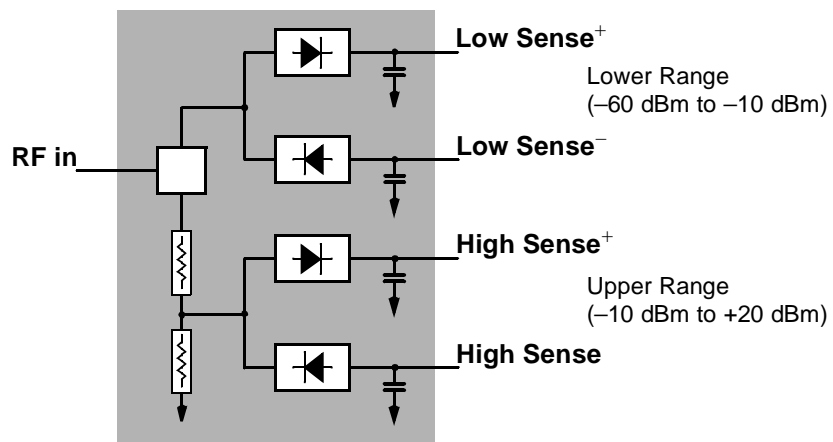 Low Sense⁺
Lower Range
(–60 dBm to –10 dBm)
Low Sense⁻
RF in
High Sense⁺
Upper Range
(–10 dBm to +20 dBm)
High Sense